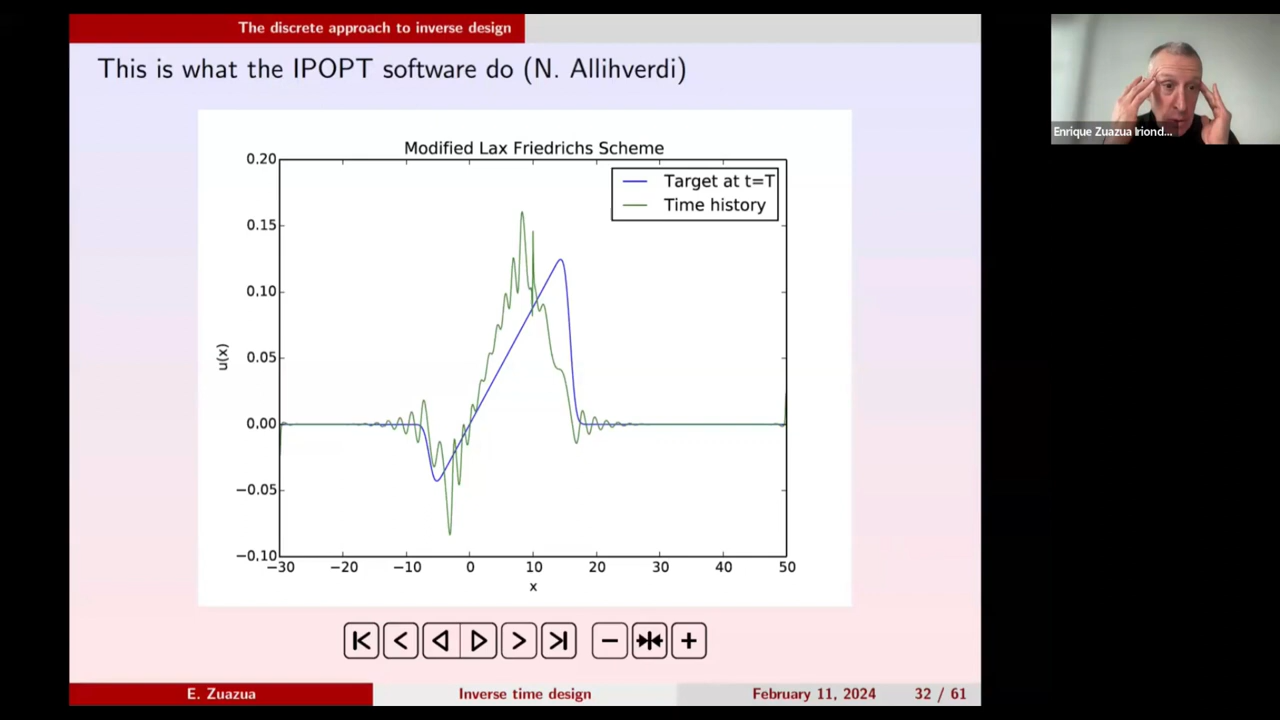 The discrete approach to inverse design
This is what the IPOPT software do (N. Allihverdi)
Enrique Zuazua Iriond...
Modified Lax Friedrichs Scheme
Target at t=T
Time history
0.20
0.15
0.10
0.05
0.00
−0.05
−0.10
u(x)
−30 −20 −10 0 10 20 30 40 50
x
E. Zuazua Inverse time design February 11, 2024 32 / 61